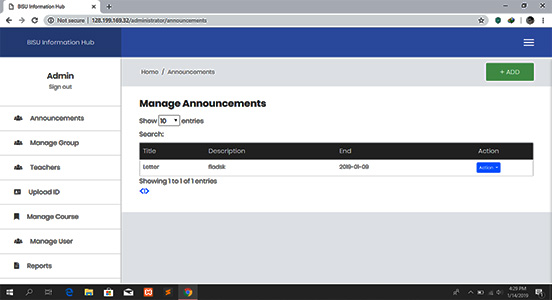 BISU Information Hub
Not secure | 128.199.169.32/administrator/announcements
BISU Information Hub
Admin
Sign out
Announcements
Manage Group
Teachers
Upload ID
Manage Course
Manage User
Reports
Home / Announcements
+ ADD
Manage Announcements
Show 10 entries
Search:
Title Description End Action
Letter fladsk 2019-01-09 Action
Showing 1 to 1 of 1 entries
4:29 PM
1/14/2019